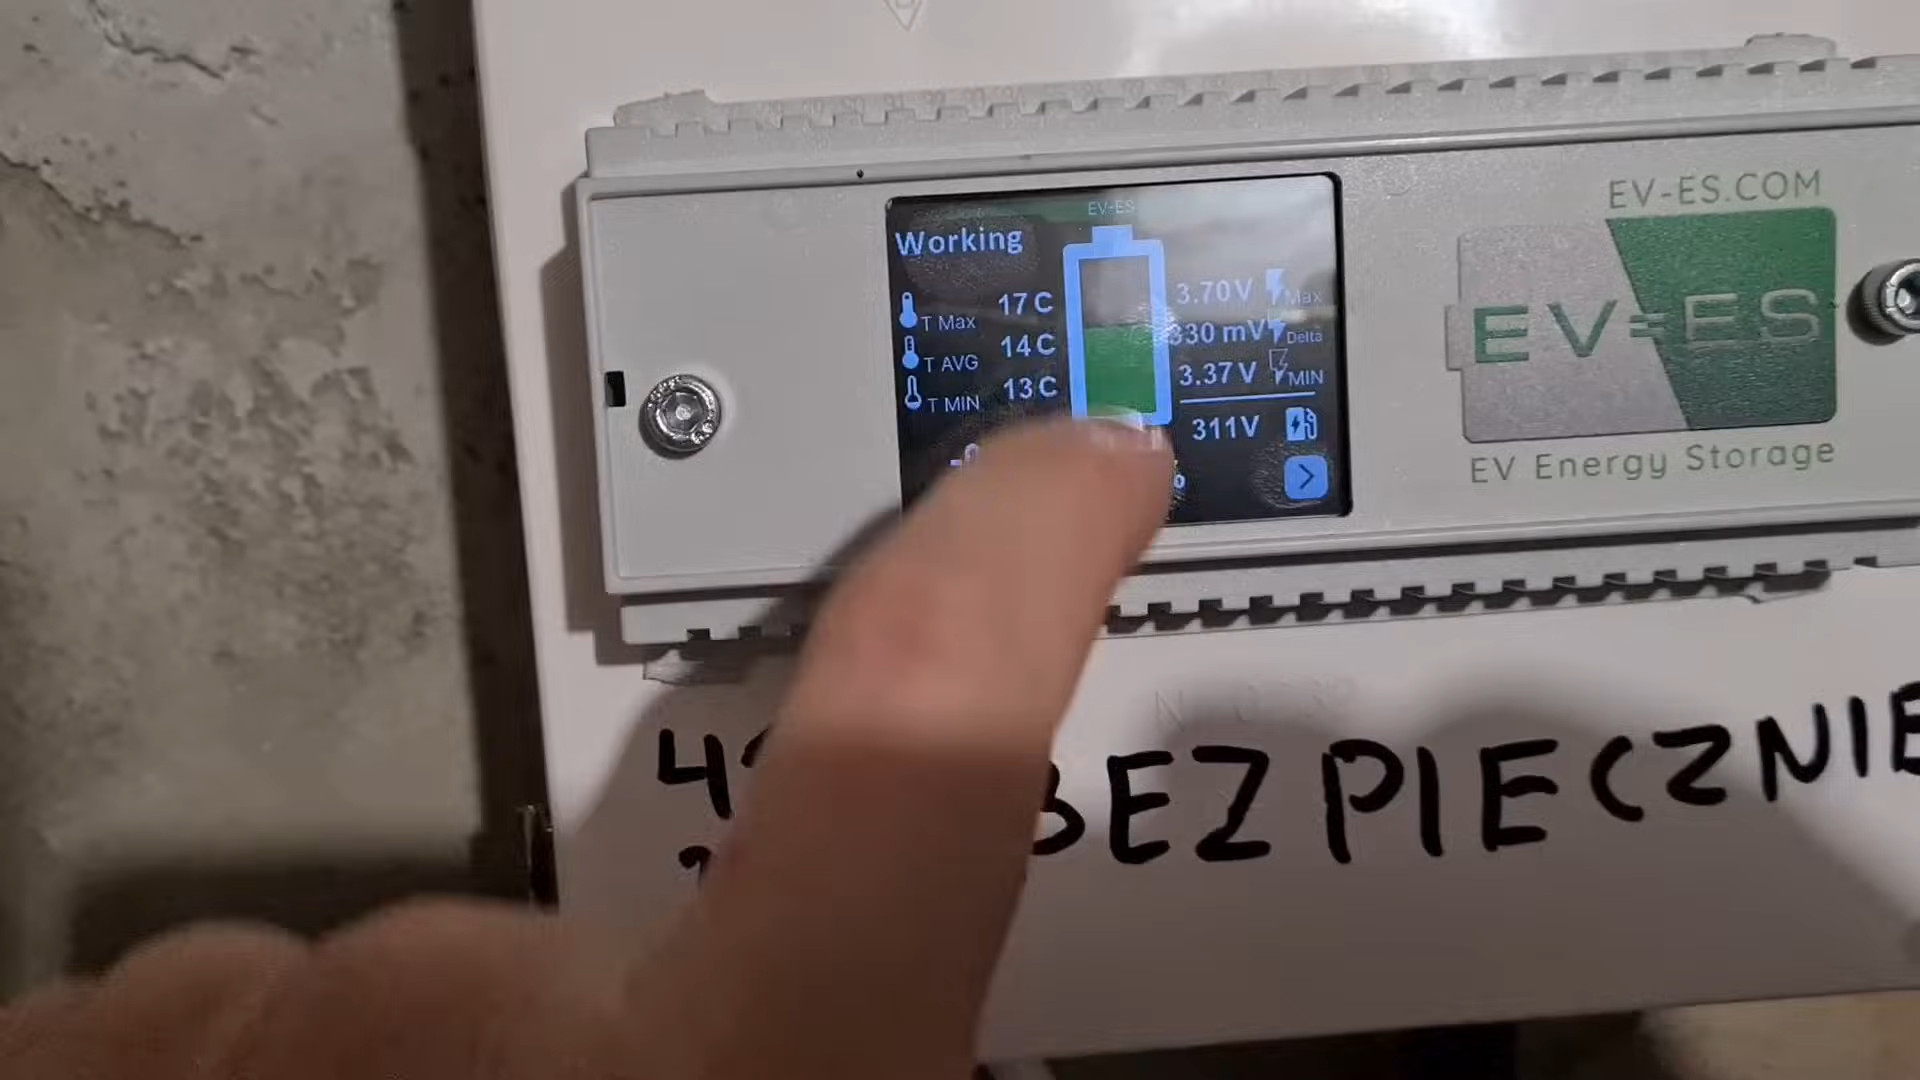 EV-ES
Working
17 C
T Max
14 C
T AVG
13 C
T MIN
3.70 V
Max
330 mV
Delta
3.37 V
MIN
311V
>
EV-ES.COM
EV=ES
EV Energy Storage
BEZPIECZNIE